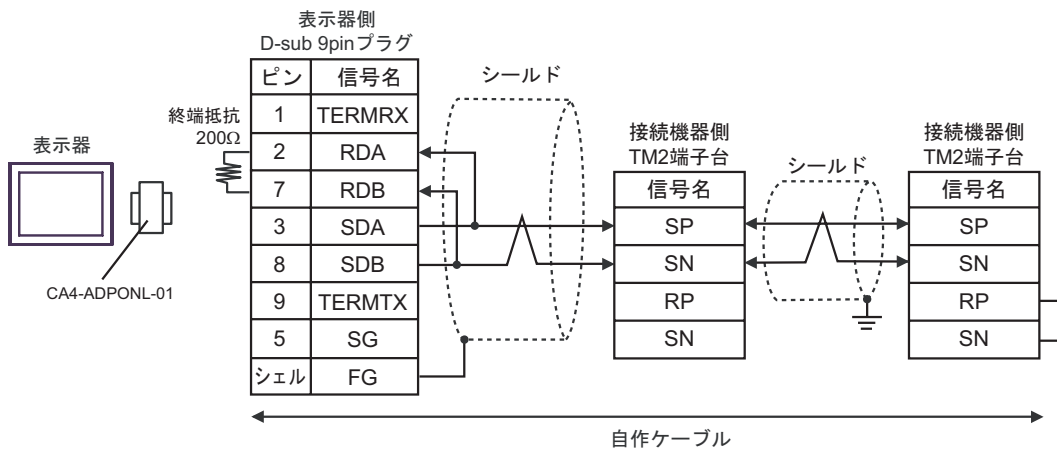 表示器側
D-sub 9pinプラグ
ピン 信号名
1 TERMRX
2 RDA
7 RDB
3 SDA
8 SDB
9 TERMTX
5 SG
シェル FG
終端抵抗
200Ω
表示器
CA4-ADPONL-01
シールド
接続機器側
TM2端子台
信号名
SP
SN
RP
SN
シールド
接続機器側
TM2端子台
信号名
SP
SN
RP
SN
自作ケーブル